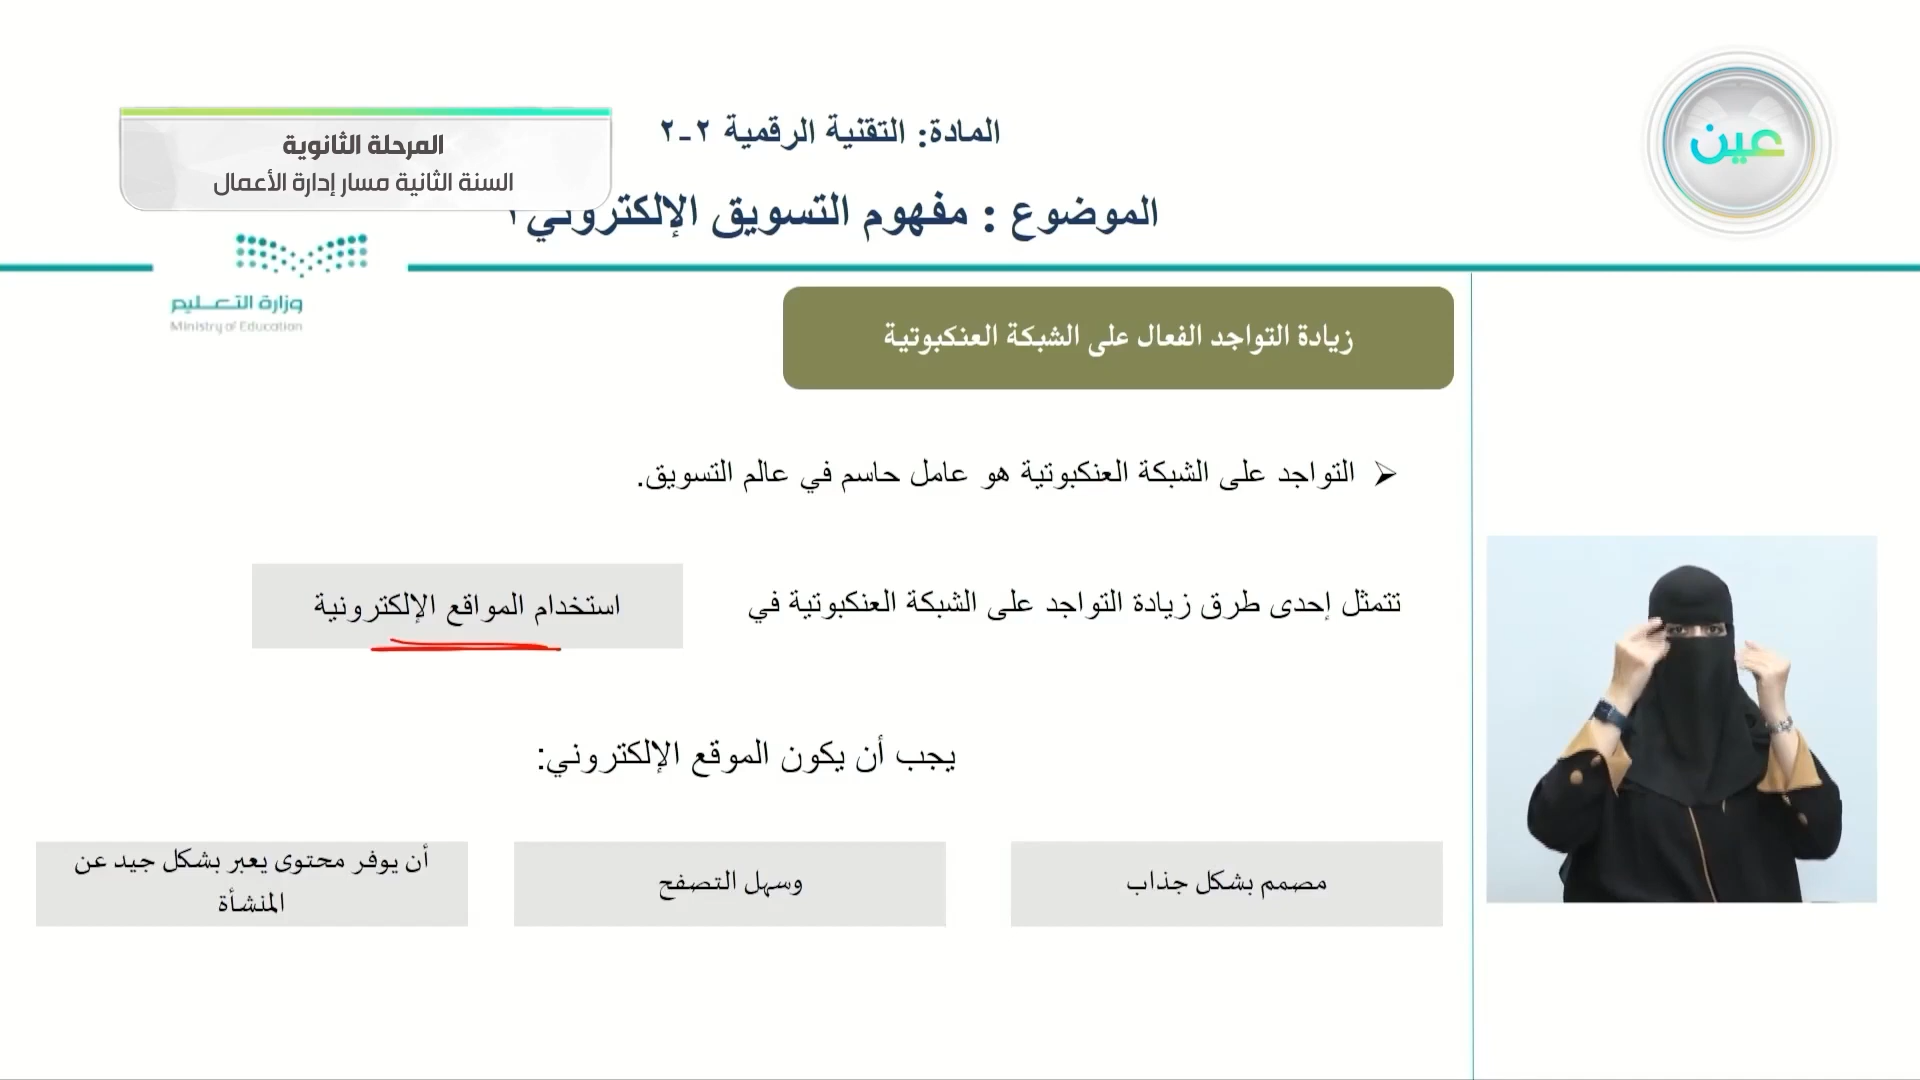 عين
المادة: التقنية الرقمية ٢-٢
المرحلة الثانوية
السنة الثانية مسار إدارة الأعمال
الموضوع : مفهوم التسويق الإلكتروني
وزارة التعـــليم
Ministry of Education
زيادة التواجد الفعال على الشبكة العنكبوتية
التواجد على الشبكة العنكبوتية هو عامل حاسم في عالم التسويق.
تتمثل إحدى طرق زيادة التواجد على الشبكة العنكبوتية في
استخدام المواقع الإلكترونية
يجب أن يكون الموقع الإلكتروني:
مصمم بشكل جذاب
وسهل التصفح
أن يوفر محتوى يعبر بشكل جيد عن
المنشأة